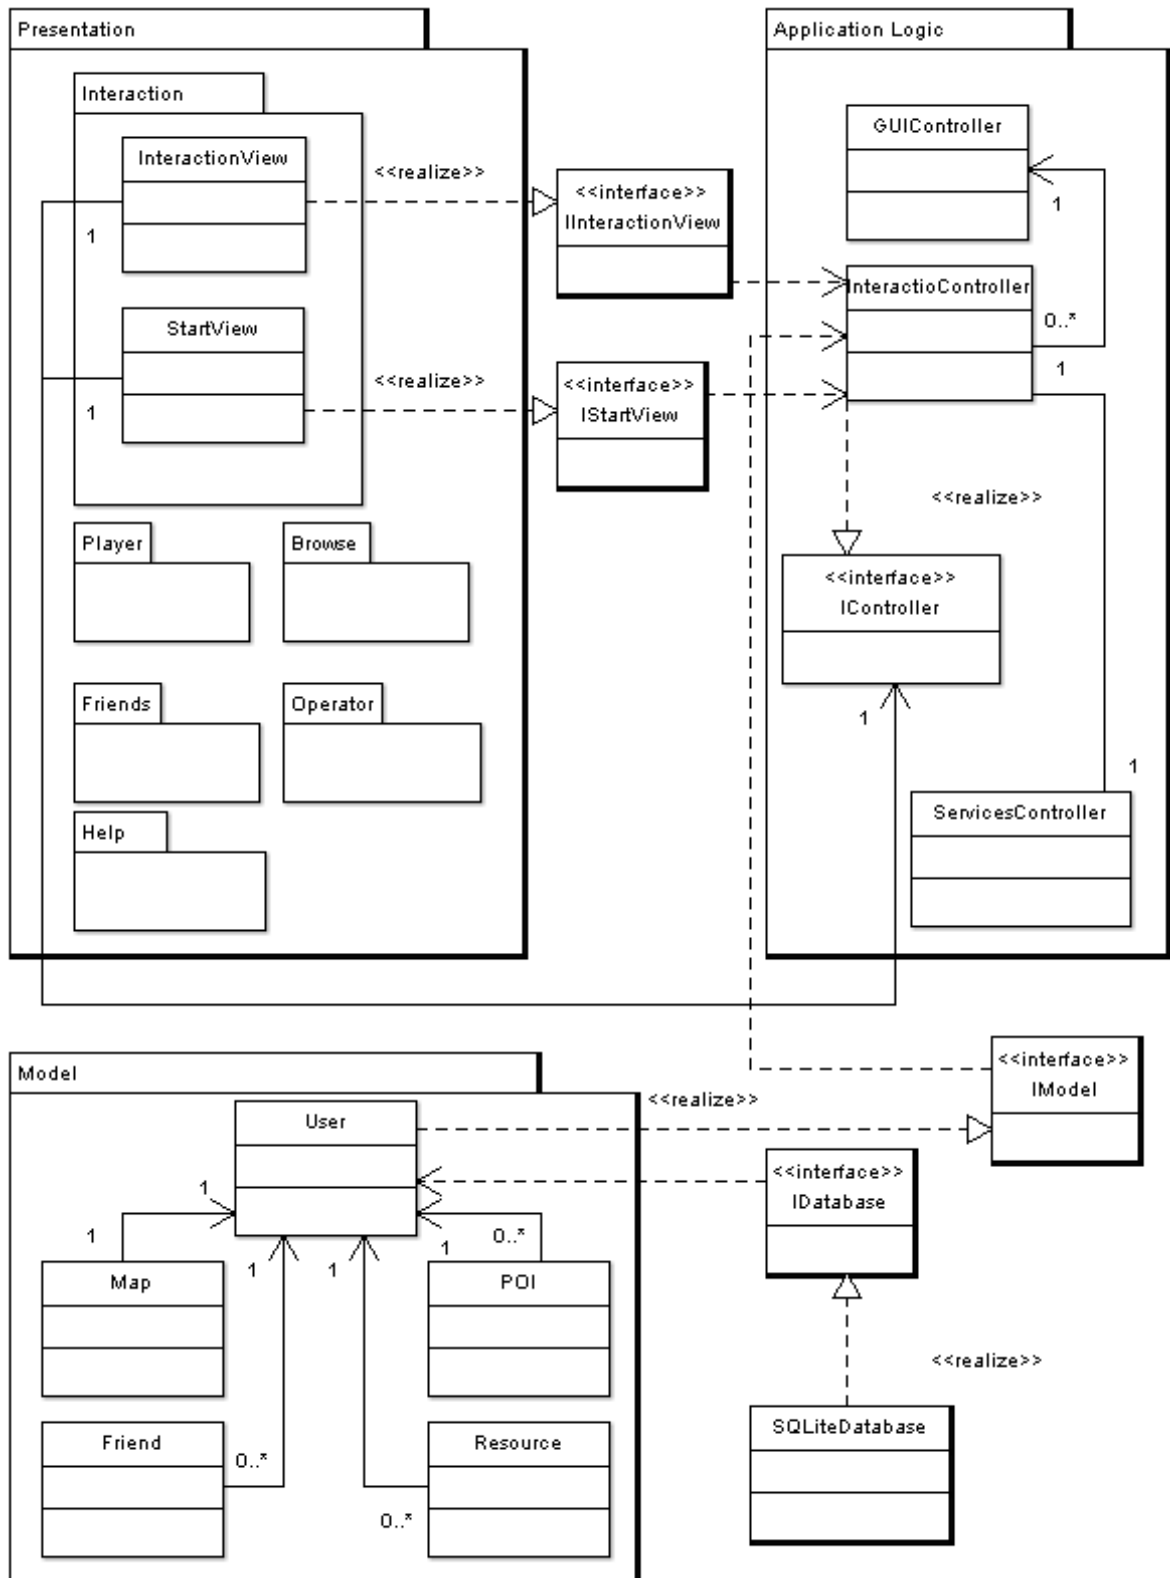 Presentation
Application Logic
Interaction
GUIController
InteractionView
<<realize>>
<<interface>>
IInteractionView
1
1
InteractioController
StartView
0..*
1
<<realize>>
<<interface>>
IStartView
1
<<realize>>
Player
Browse
<<interface>>
IController
Friends
Operator
1
1
ServicesController
Help
<<interface>>
IModel
Model
<<realize>>
User
<<interface>>
IDatabase
1
1
0..*
1
1
1
Map
POI
<<realize>>
SQLiteDatabase
Friend
Resource
0..*
0..*